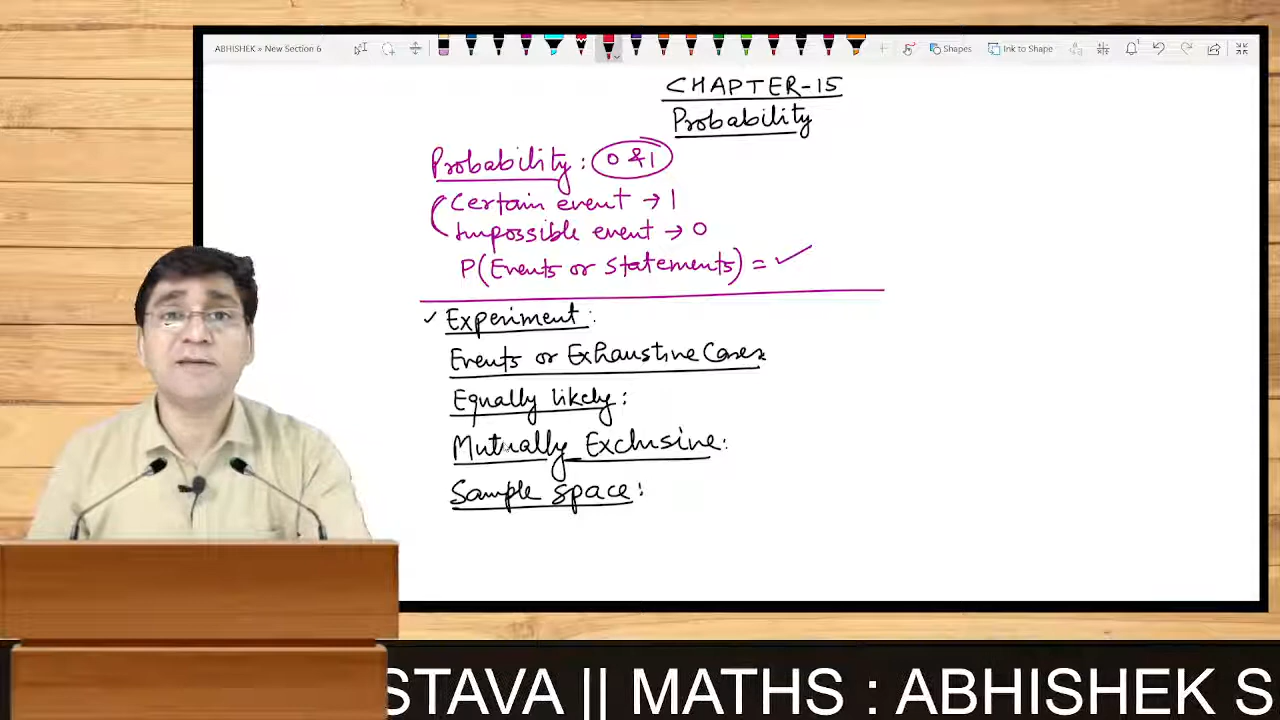 ABHISHEK » New Section 6
Shapes
Ink to Shape
CHAPTER-15
Probability
Probability : 0 & 1
Certain event → 1
Impossible event → 0
P(Events or statements) = ✓
✓ Experiment :
Events or Exhaustive Cases
Equally likely :
Mutually Exclusive :
Sample space :
STAVA || MATHS : ABHISHEK S